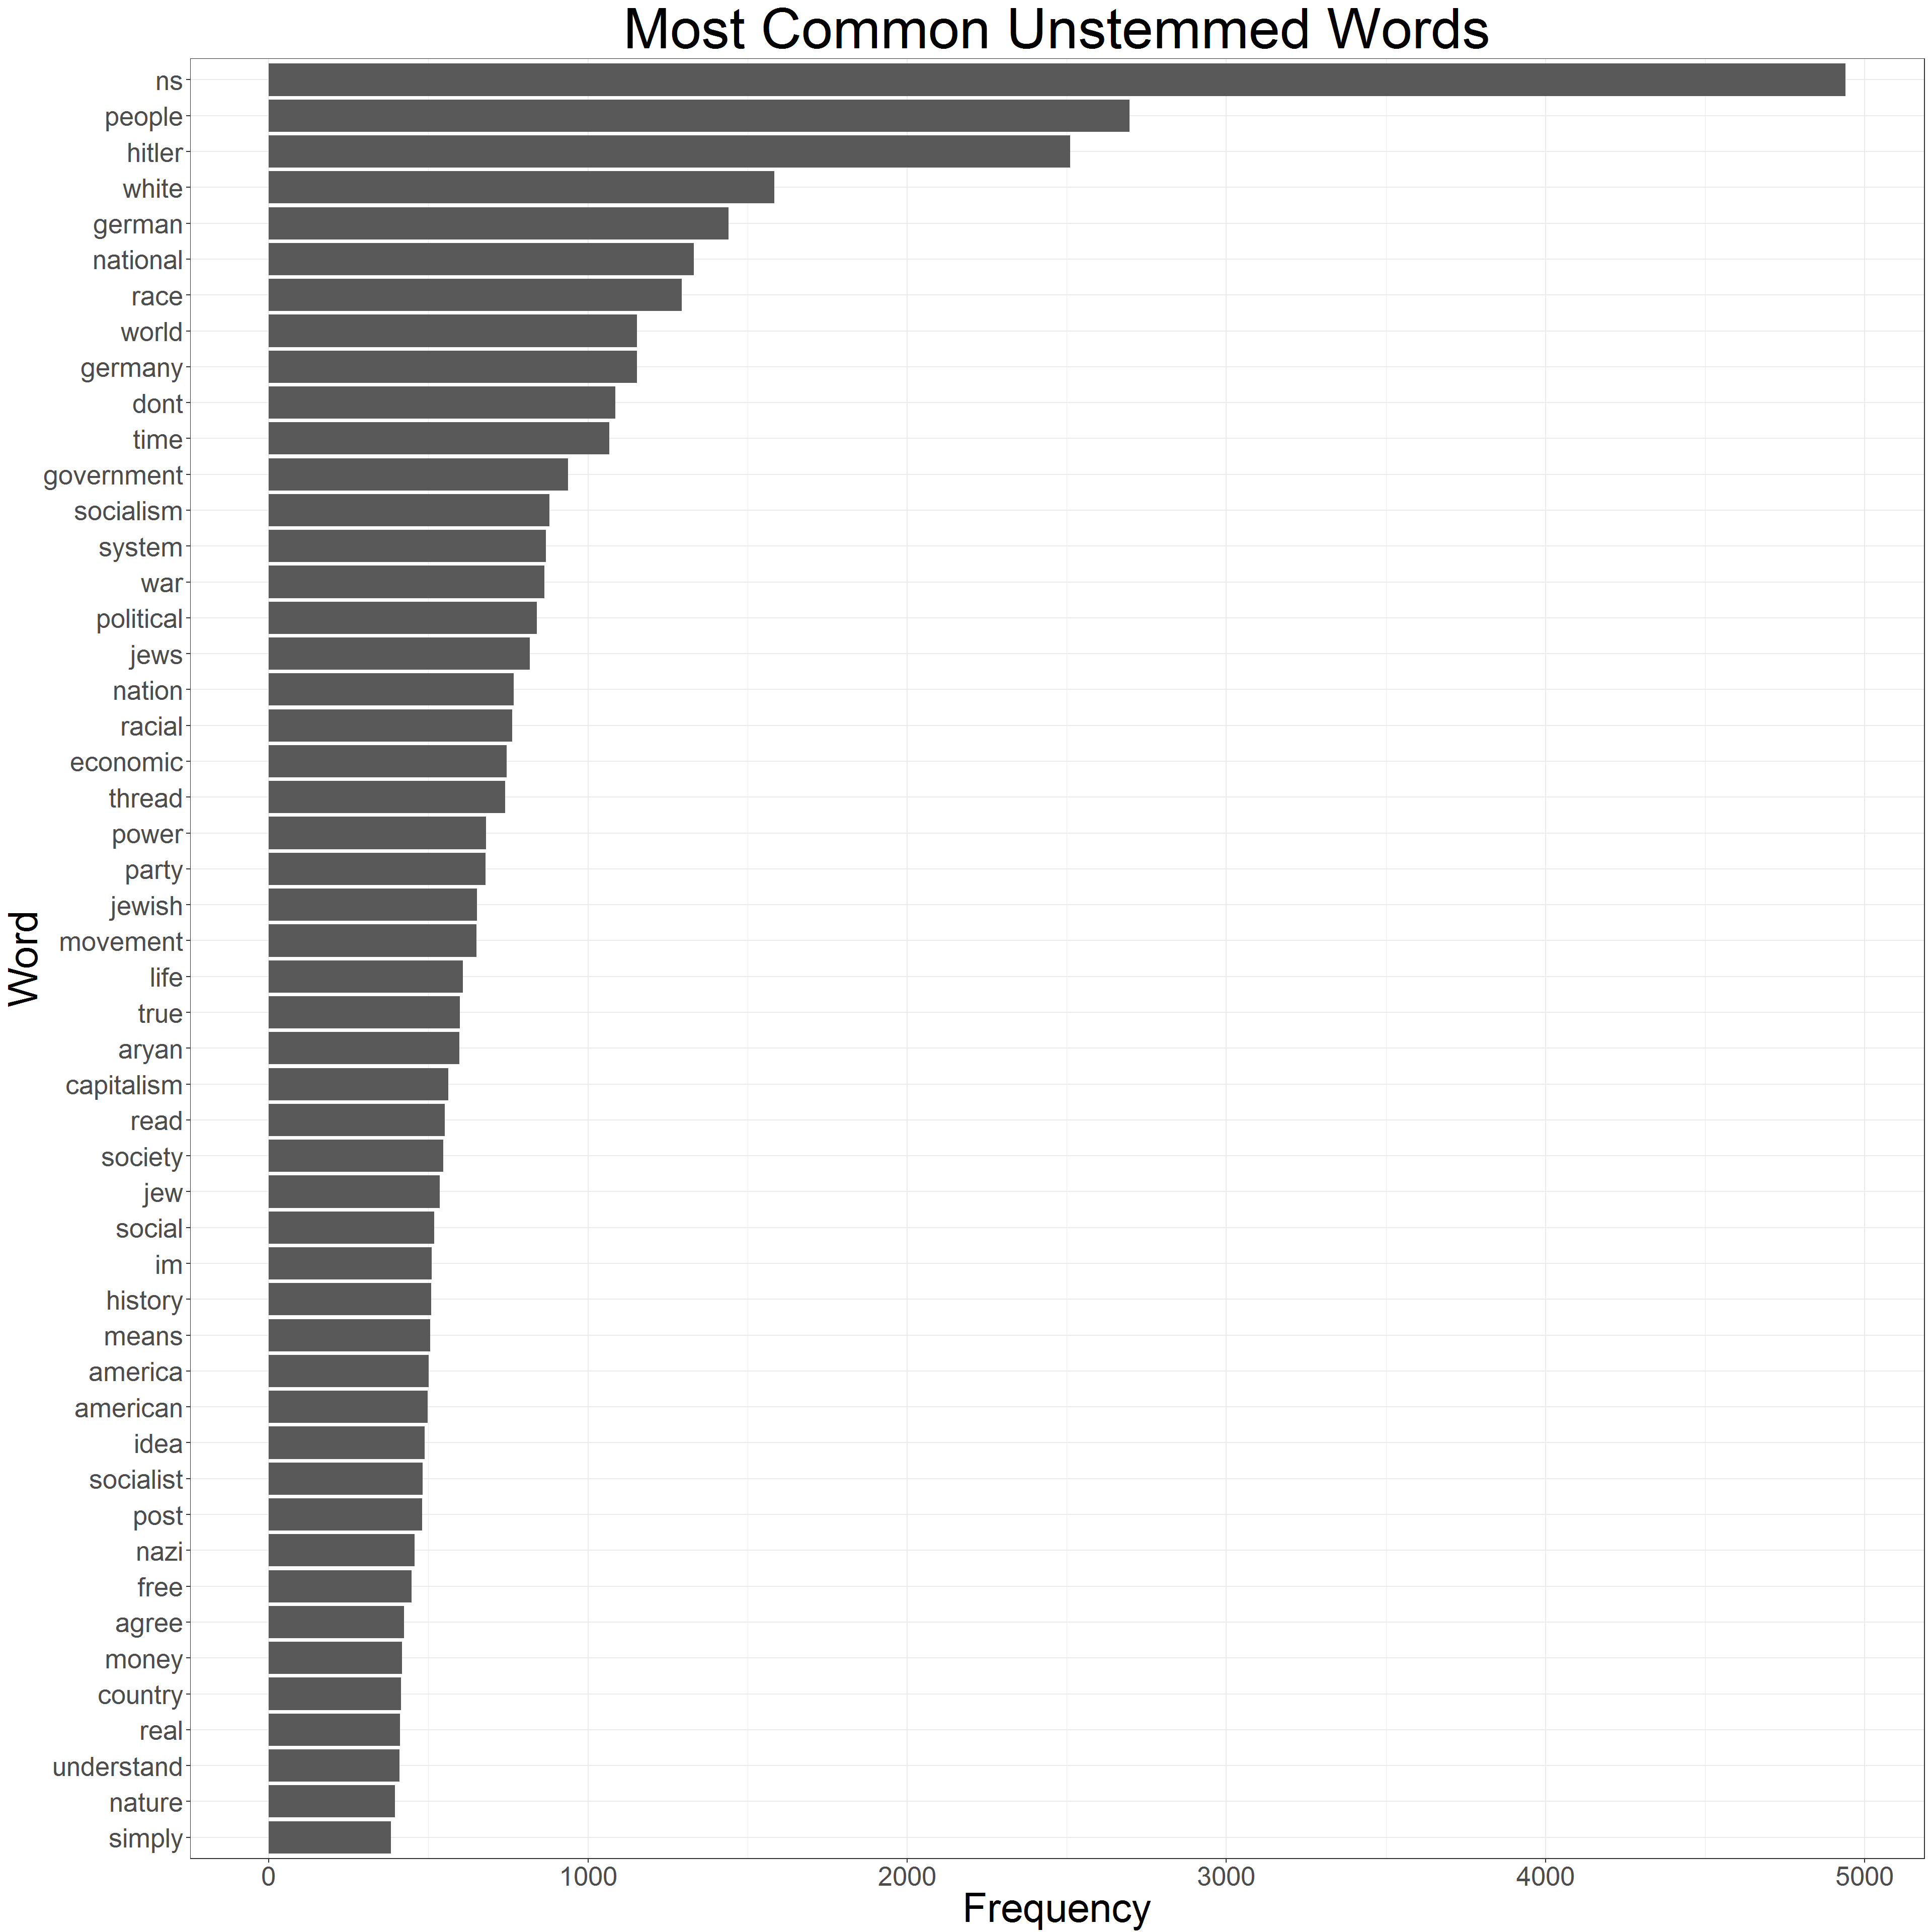 Most Common Unstemmed Words
ns
people
hitler
white
german
national
race
world
germany
dont
time
government
socialism
system
war
political
jews
nation
racial
economic
thread
power
party
jewish
movement
life
true
aryan
capitalism
read
society
jew
social
im
history
means
america
american
idea
socialist
post
nazi
free
agree
money
country
real
understand
nature
simply
Word
0 1000 2000 3000 4000 5000
Frequency